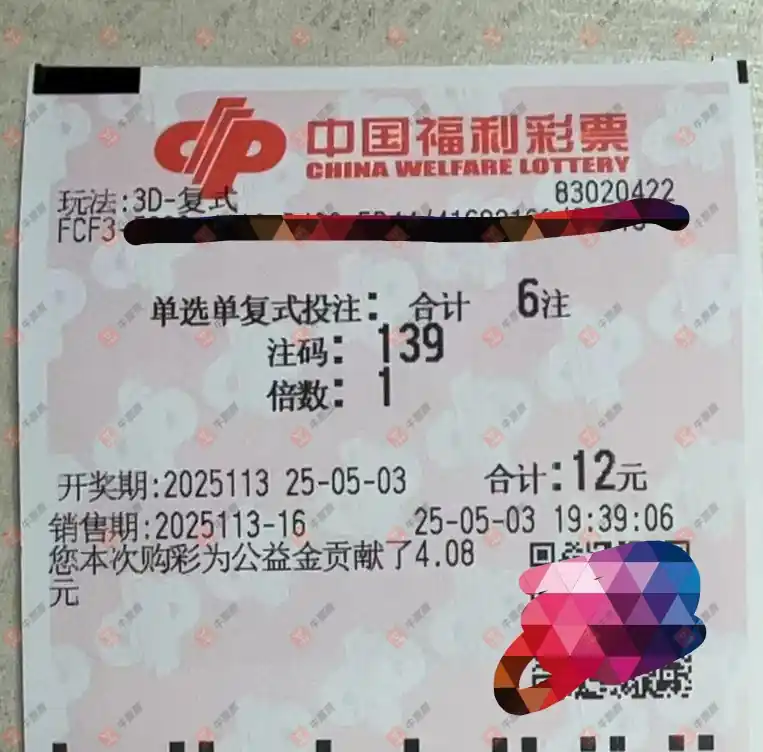 中国福利彩票
CHINA WELFARE LOTTERY
玩法:3D-复式 83020422
FCF3-
单选单复式投注: 合计 6注
注码: 139
倍数: 1
开奖期:2025113 25-05-03 合计:12元
销售期:2025113-16 25-05-03 19:39:06
您本次购彩为公益金贡献了4.08
元